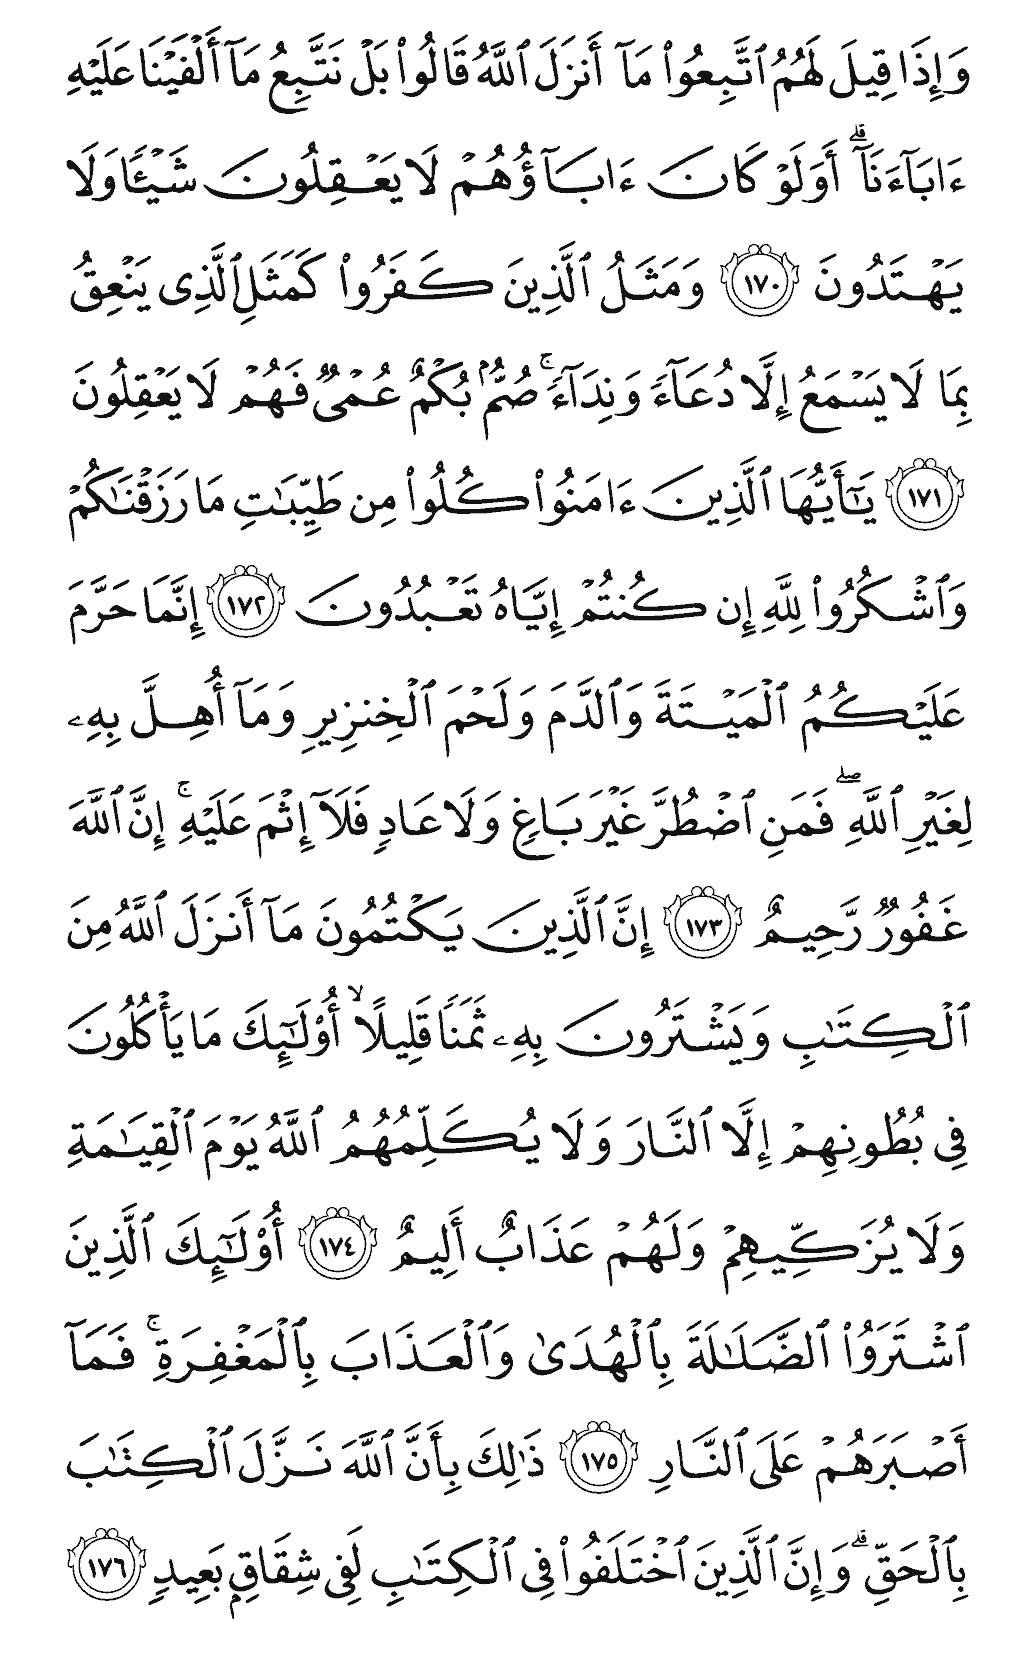 وَإِذَا قِيلَ لَهُمُ ٱتَّبِعُوا۟ مَآ أَنزَلَ ٱللَّهُ قَالُوا۟ بَلْ نَتَّبِعُ مَآ أَلْفَيْنَا عَلَيْهِ
ءَابَآءَنَآ ۗ أَوَلَوْ كَانَ ءَابَآؤُهُمْ لَا يَعْقِلُونَ شَيْـًٔا وَلَا
يَهْتَدُونَ ١٧٠ وَمَثَلُ ٱلَّذِينَ كَفَرُوا۟ كَمَثَلِ ٱلَّذِى يَنْعِقُ
بِمَا لَا يَسْمَعُ إِلَّا دُعَآءً وَنِدَآءً ۚ صُمٌّۢ بُكْمٌ عُمْىٌ فَهُمْ لَا يَعْقِلُونَ
١٧١ يَـٰٓأَيُّهَا ٱلَّذِينَ ءَامَنُوا۟ كُلُوا۟ مِن طَيِّبَـٰتِ مَا رَزَقْنَـٰكُمْ
وَٱشْكُرُوا۟ لِلَّهِ إِن كُنتُمْ إِيَّاهُ تَعْبُدُونَ ١٧٢ إِنَّمَا حَرَّمَ
عَلَيْكُمُ ٱلْمَيْتَةَ وَٱلدَّمَ وَلَحْمَ ٱلْخِنزِيرِ وَمَآ أُهِلَّ بِهِۦ
لِغَيْرِ ٱللَّهِ ۖ فَمَنِ ٱضْطُرَّ غَيْرَ بَاغٍ وَلَا عَادٍ فَلَآ إِثْمَ عَلَيْهِ ۚ إِنَّ ٱللَّهَ
غَفُورٌ رَّحِيمٌ ١٧٣ إِنَّ ٱلَّذِينَ يَكْتُمُونَ مَآ أَنزَلَ ٱللَّهُ مِنَ
ٱلْكِتَـٰبِ وَيَشْتَرُونَ بِهِۦ ثَمَنًا قَلِيلًا ۙ أُو۟لَـٰٓئِكَ مَا يَأْكُلُونَ
فِى بُطُونِهِمْ إِلَّا ٱلنَّارَ وَلَا يُكَلِّمُهُمُ ٱللَّهُ يَوْمَ ٱلْقِيَـٰمَةِ
وَلَا يُزَكِّيهِمْ وَلَهُمْ عَذَابٌ أَلِيمٌ ١٧٤ أُو۟لَـٰٓئِكَ ٱلَّذِينَ
ٱشْتَرَوُا۟ ٱلضَّلَـٰلَةَ بِٱلْهُدَىٰ وَٱلْعَذَابَ بِٱلْمَغْفِرَةِ ۚ فَمَآ
أَصْبَرَهُمْ عَلَى ٱلنَّارِ ١٧٥ ذَٰلِكَ بِأَنَّ ٱللَّهَ نَزَّلَ ٱلْكِتَـٰبَ
بِٱلْحَقِّ ۗ وَإِنَّ ٱلَّذِينَ ٱخْتَلَفُوا۟ فِى ٱلْكِتَـٰبِ لَفِى شِقَاقٍۭ بَعِيدٍ ١٧٦